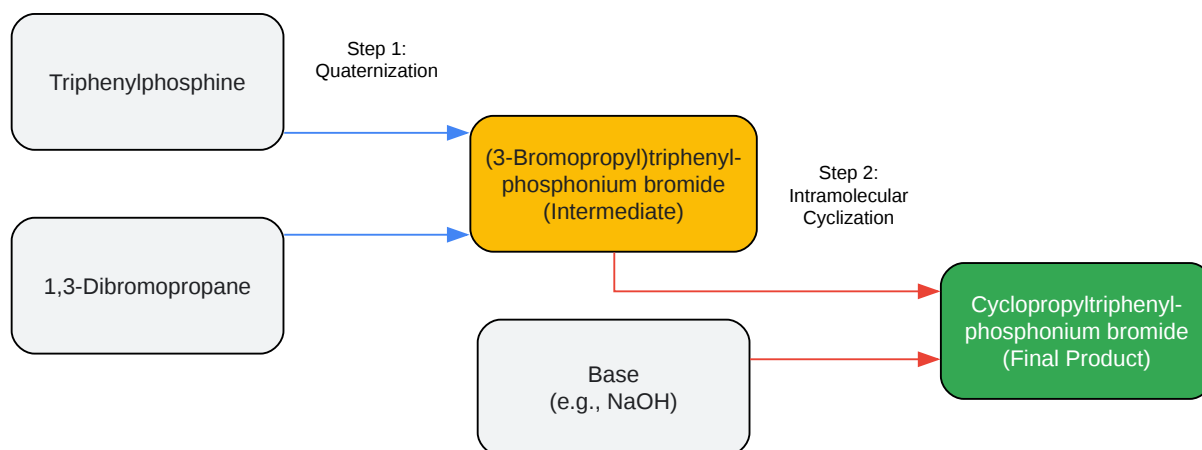 Triphenylphosphine
Step 1:
Quaternization
(3-Bromopropyl)triphenyl-
phosphonium bromide
(Intermediate)
Step 2:
Intramolecular
Cyclization
1,3-Dibromopropane
Cyclopropyltriphenyl-
phosphonium bromide
(Final Product)
Base
(e.g., NaOH)